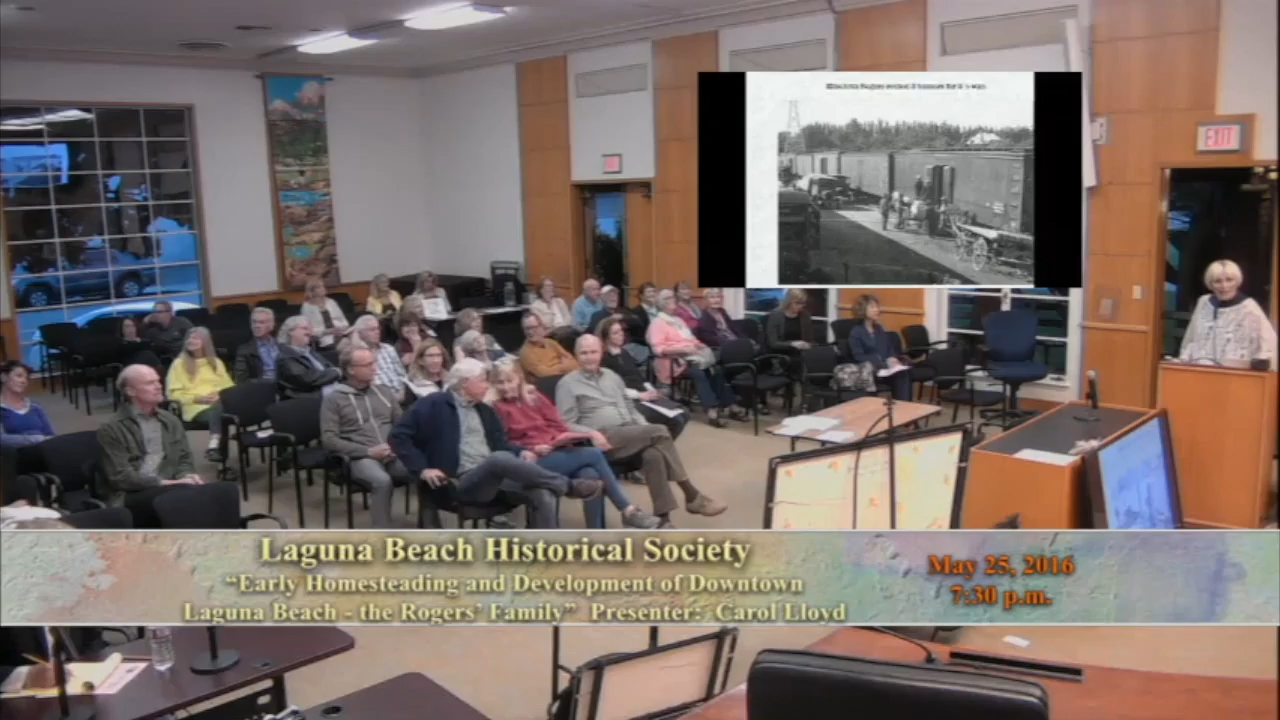 EXIT
Laguna Beach Historical Society
“Early Homesteading and Development of Downtown
Laguna Beach - the Rogers’ Family” Presenter: Carol Lloyd
May 25, 2016
7:30 p.m.